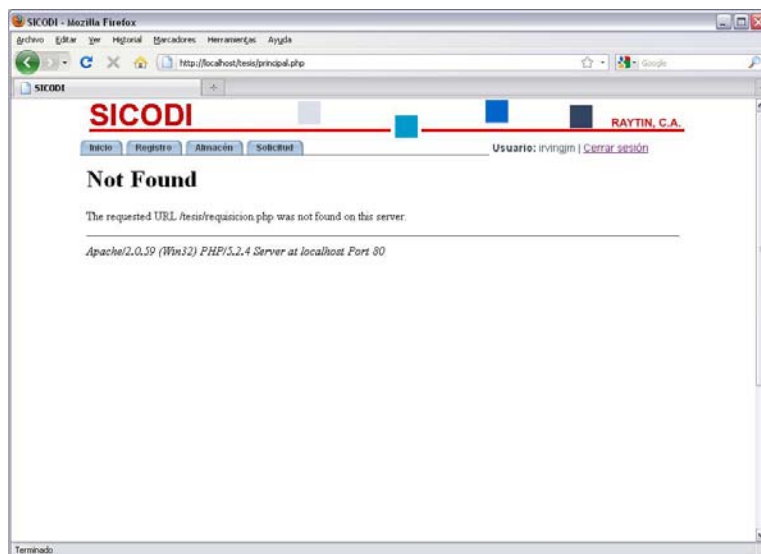 SICODI - Mozilla Firefox
Archivo Editar Ver Historial Marcadores Herramientas Ayuda
http://localhost/tesis/principal.php
Google
SICODI
SICODI
RAYTIN, C.A.
Inicio Registro Almacén Solicitud Usuario: irvingjm | Cerrar sesión
Not Found
The requested URL /tesis/requisicion.php was not found on this server.
Apache/2.0.59 (Win32) PHP/5.2.4 Server at localhost Port 80
Terminado